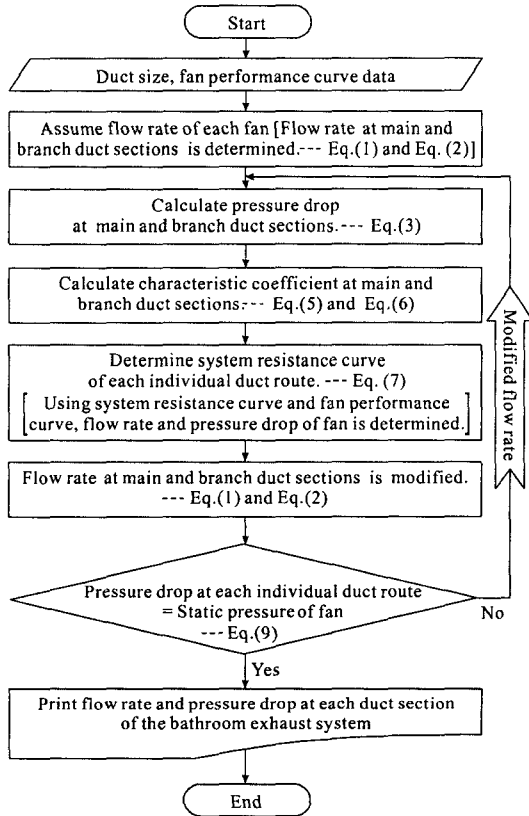 Start
Duct size, fan performance curve data
Assume flow rate of each fan [Flow rate at main and
branch duct sections is determined.--- Eq.(1) and Eq. (2)]
Calculate pressure drop
at main and branch duct sections.--- Eq.(3)
Calculate characteristic coefficient at main and
branch duct sections.--- Eq.(5) and Eq.(6)
Determine system resistance curve
of each individual duct route. --- Eq. (7)
[Using system resistance curve and fan performance
curve, flow rate and pressure drop of fan is determined.]
Flow rate at main and branch duct sections is modified.
--- Eq.(1) and Eq.(2)
Pressure drop at each individual duct route
= Static pressure of fan
--- Eq.(9)
No
Modified flow rate
Yes
Print flow rate and pressure drop at each duct section
of the bathroom exhaust system
End